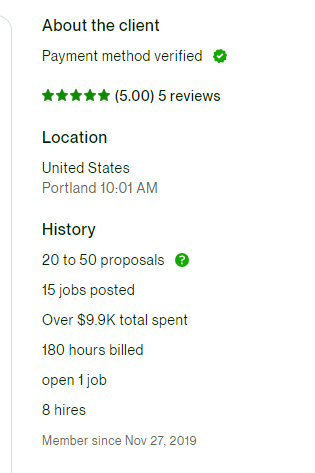 About the client
Payment method verified
(5.00) 5 reviews
Location
United States
Portland 10:01 AM
History
20 to 50 proposals ?
15 jobs posted
Over $9.9K total spent
180 hours billed
open 1 job
8 hires
Member since Nov 27, 2019